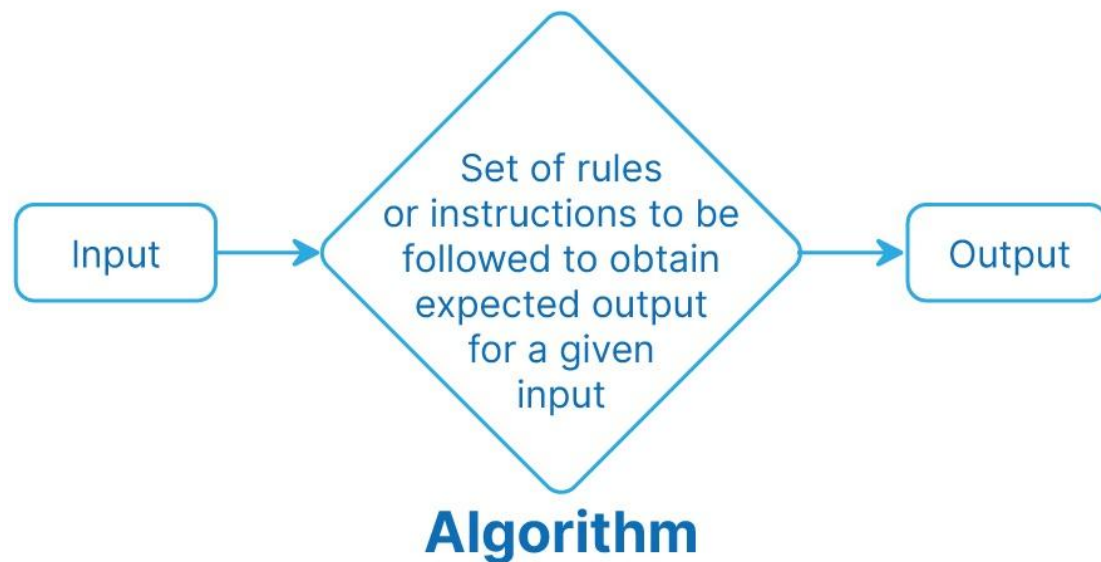 Input
Set of rules
or instructions to be
followed to obtain
expected output
for a given
input
Output
Algorithm